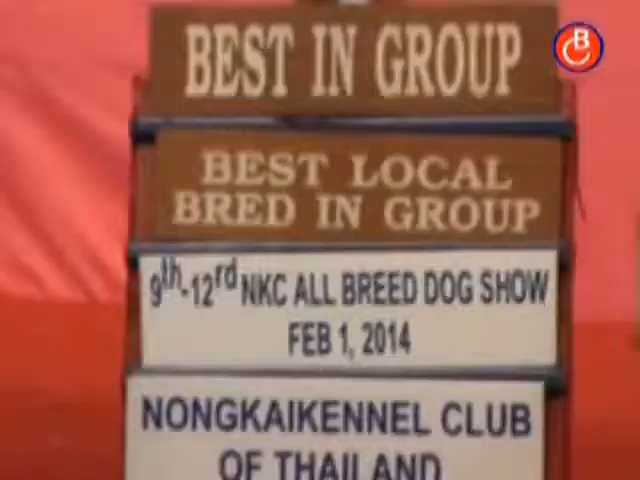 BEST IN GROUP
BEST LOCAL
BRED IN GROUP
9th-12rd NKC ALL BREED DOG SHOW
FEB 1, 2014
NONGKAIKENNEL CLUB
OF THAILAND